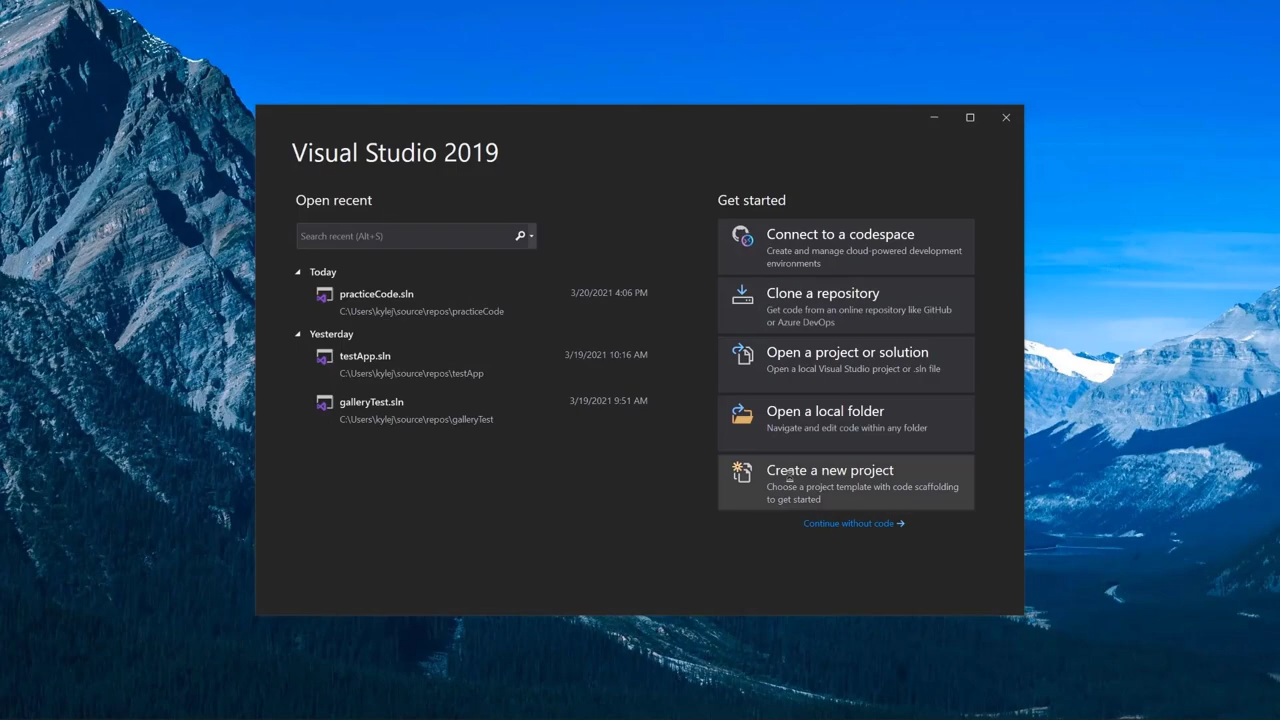 Visual Studio 2019
Open recent
Search recent (Alt+S)
Today
practiceCode.sln 3/20/2021 4:06 PM
C:\Users\kylej\source\repos\practiceCode
Yesterday
testApp.sln 3/19/2021 10:16 AM
C:\Users\kylej\source\repos\testApp
galleryTest.sln 3/19/2021 9:51 AM
C:\Users\kylej\source\repos\galleryTest
Get started
Connect to a codespace
Create and manage cloud-powered development
environments
Clone a repository
Get code from an online repository like GitHub
or Azure DevOps
Open a project or solution
Open a local Visual Studio project or .sln file
Open a local folder
Navigate and edit code within any folder
Create a new project
Choose a project template with code scaffolding
to get started
Continue without code